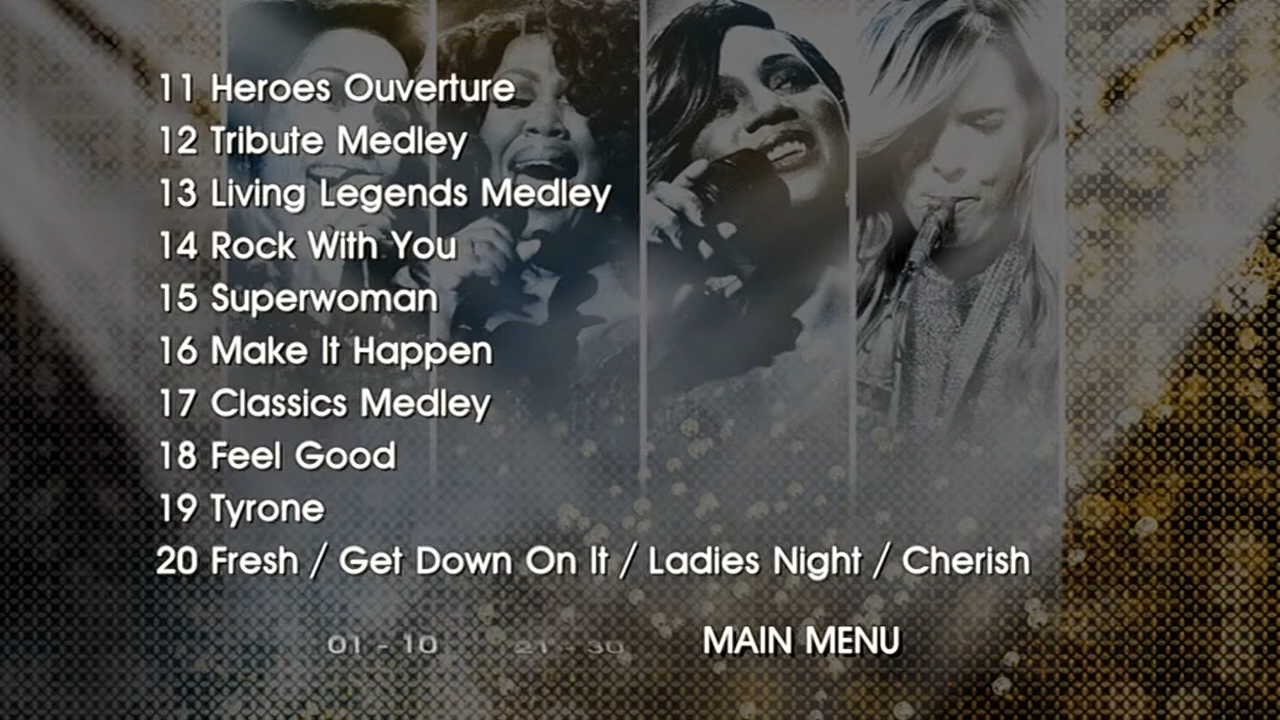 11 Heroes Ouverture
12 Tribute Medley
13 Living Legends Medley
14 Rock With You
15 Superwoman
16 Make It Happen
17 Classics Medley
18 Feel Good
19 Tyrone
20 Fresh / Get Down On It / Ladies Night / Cherish
01 - 10 21 - 30 MAIN MENU